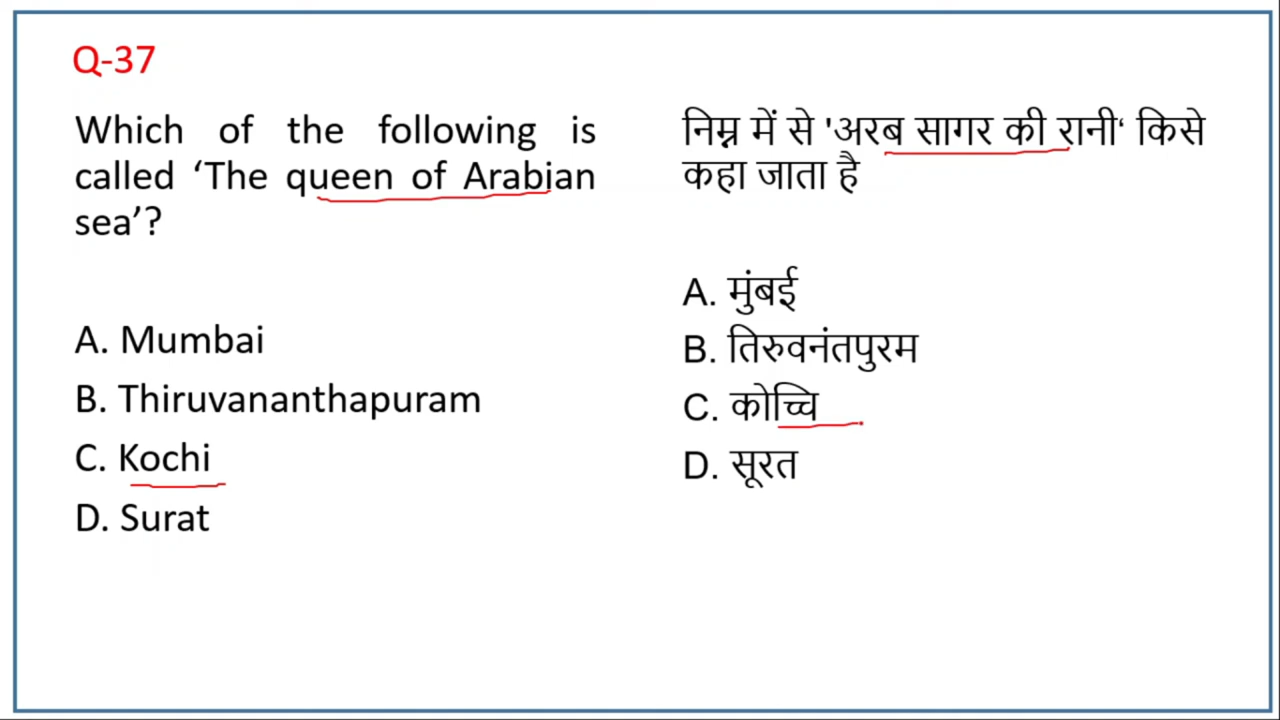 Q-37
Which of the following is
called ‘The queen of Arabian
sea’?
A. Mumbai
B. Thiruvananthapuram
C. Kochi
D. Surat
निम्न में से 'अरब सागर की रानी‘ किसे
कहा जाता है
A. मुंबई
B. तिरुवनंतपुरम
C. कोच्चि
D. सूरत